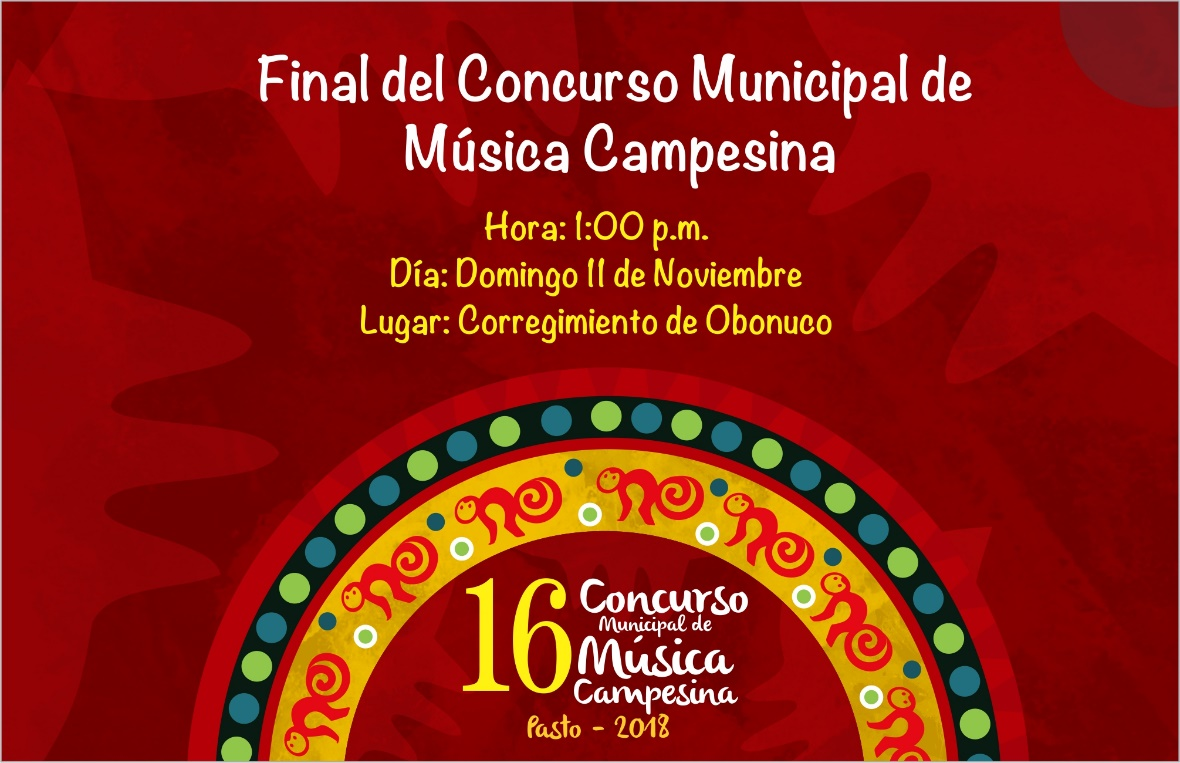 Final del Concurso Municipal de
Música Campesina
Hora: 1:00 p.m.
Día: Domingo 11 de Noviembre
Lugar: Corregimiento de Obonuco
16 Concurso
Municipal de
Música
Campesina
Pasto - 2018